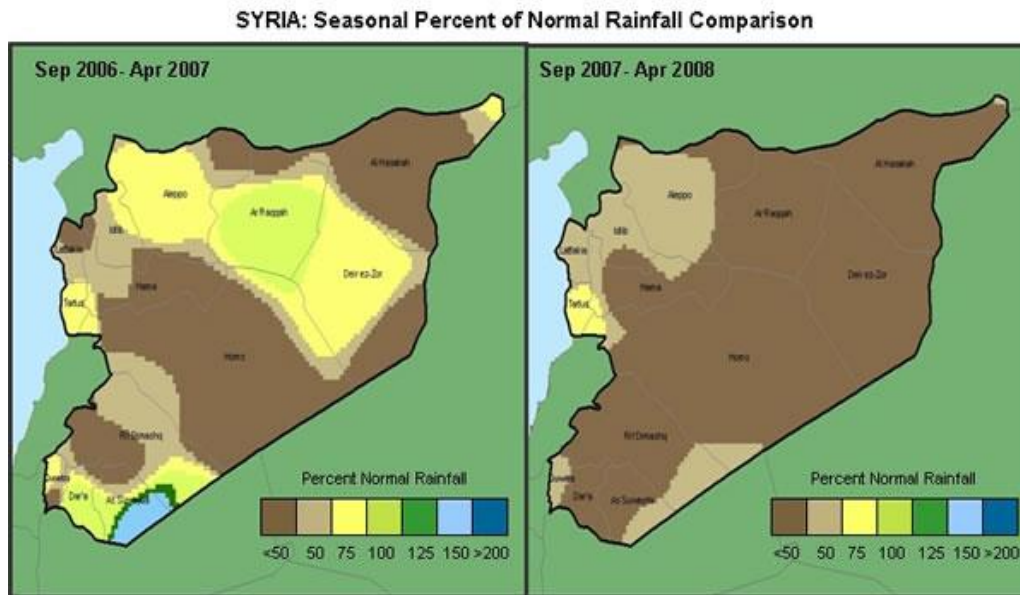 SYRIA: Seasonal Percent of Normal Rainfall Comparison
Sep 2006- Apr 2007
Al Hasakah
Aleppo
Ar Raqqah
Idlib
Lattakia
Deir ez-Zor
Hama
Tartus
Homs
Rif Dimashq
Dar'a
Percent Normal Rainfall
<50 50 75 100 125 150 >200
Sep 2007- Apr 2008
Al Hasakah
Aleppo
Ar Raqqah
Idlib
Lattakia
Deir ez-Zor
Hama
Tartus
Homs
Rif Dimashq
Dar'a
As Suweida
Percent Normal Rainfall
<50 50 75 100 125 150 >200